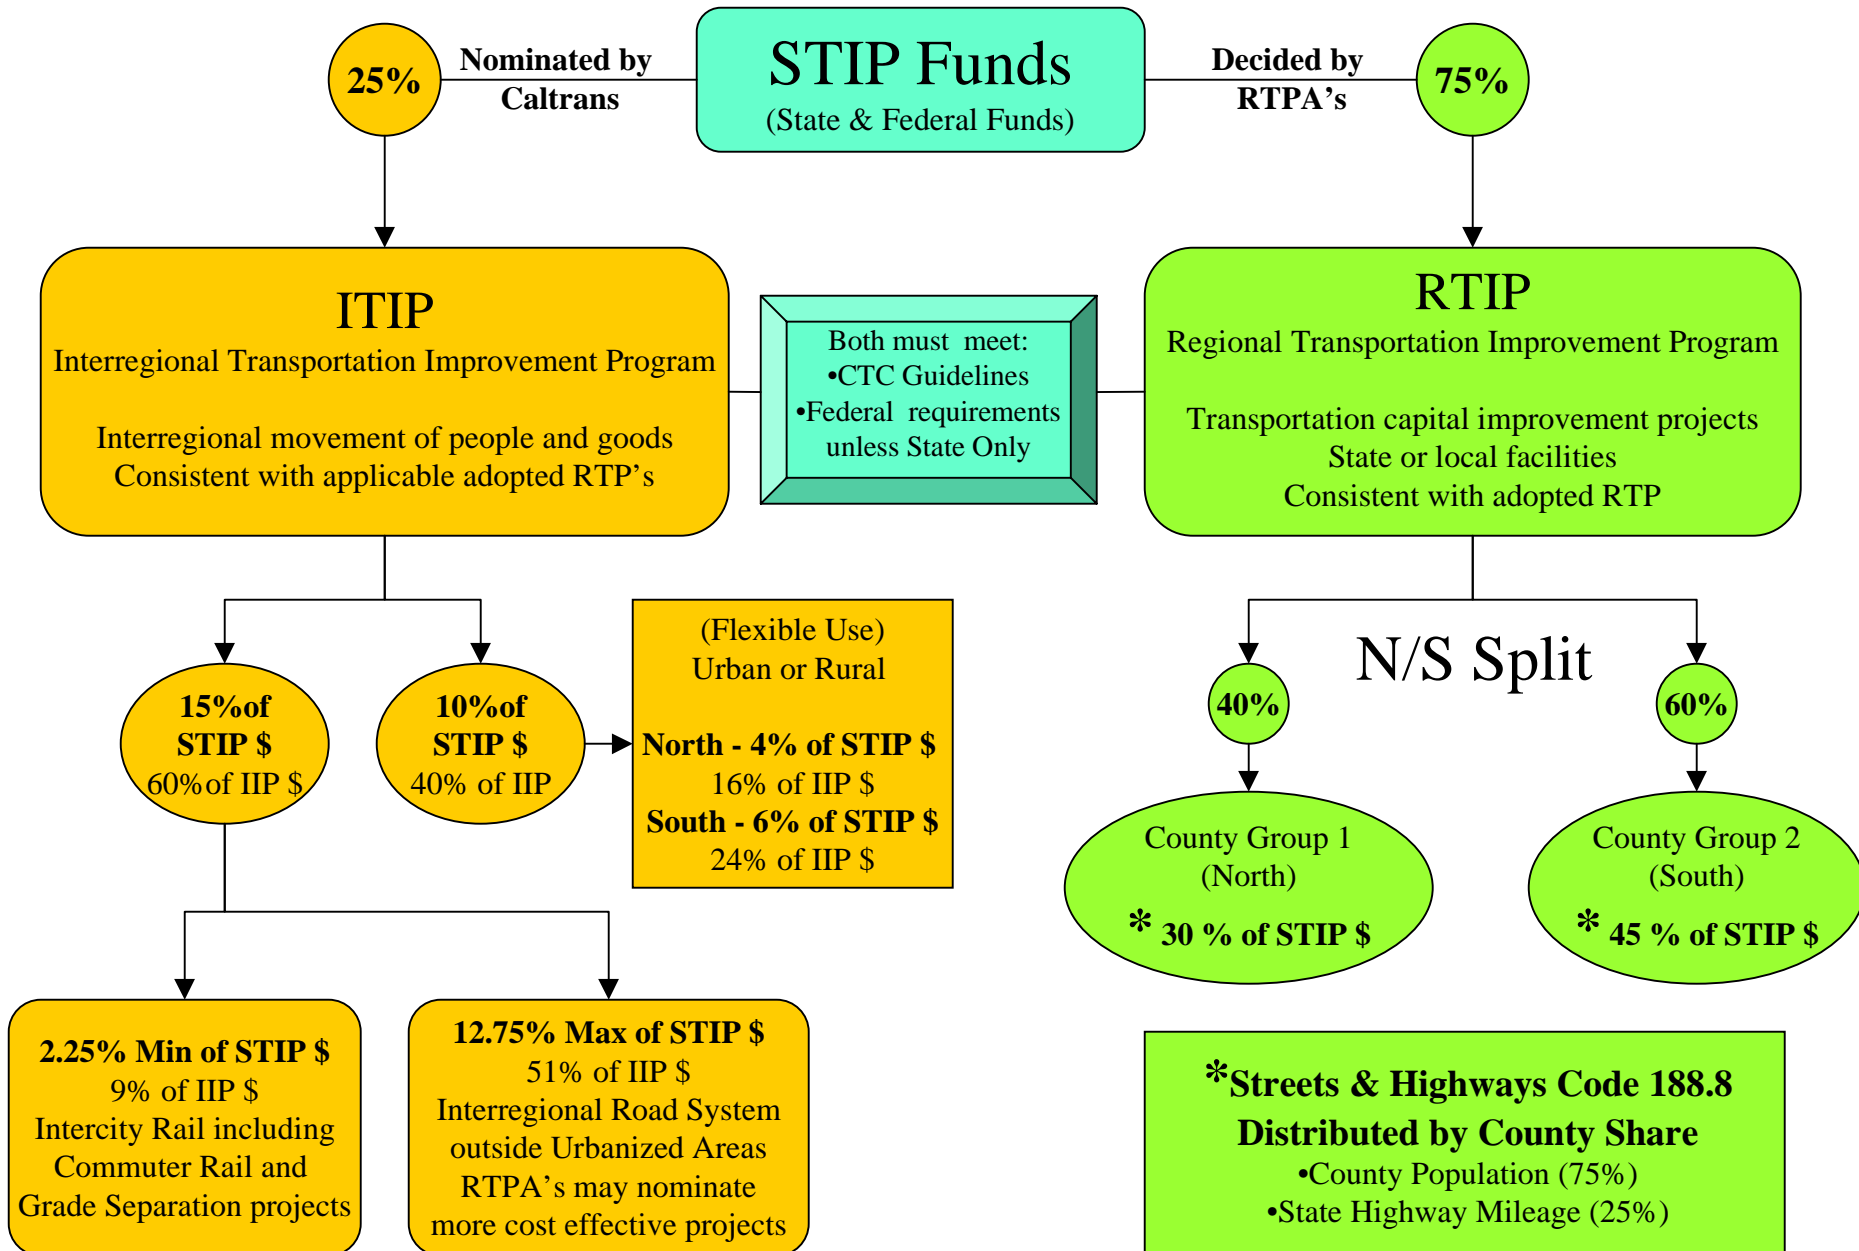 25%
Nominated by
Caltrans
STIP Funds
(State & Federal Funds)
Decided by
RTPA’s
75%
ITIP
Interregional Transportation Improvement Program
Interregional movement of people and goods
Consistent with applicable adopted RTP’s
Both must meet:
•CTC Guidelines
•Federal requirements
unless State Only
RTIP
Regional Transportation Improvement Program
Transportation capital improvement projects
State or local facilities
Consistent with adopted RTP
15%of
STIP $
60%of IIP $
10%of
STIP $
40% of IIP
(Flexible Use)
Urban or Rural
North - 4% of STIP $
16% of IIP $
South - 6% of STIP $
24% of IIP $
N/S Split
40%
60%
County Group 1
(North)
* 30 % of STIP $
County Group 2
(South)
* 45 % of STIP $
2.25% Min of STIP $
9% of IIP $
Intercity Rail including
Commuter Rail and
Grade Separation projects
12.75% Max of STIP $
51% of IIP $
Interregional Road System
outside Urbanized Areas
RTPA’s may nominate
more cost effective projects
*Streets & Highways Code 188.8
Distributed by County Share
•County Population (75%)
•State Highway Mileage (25%)